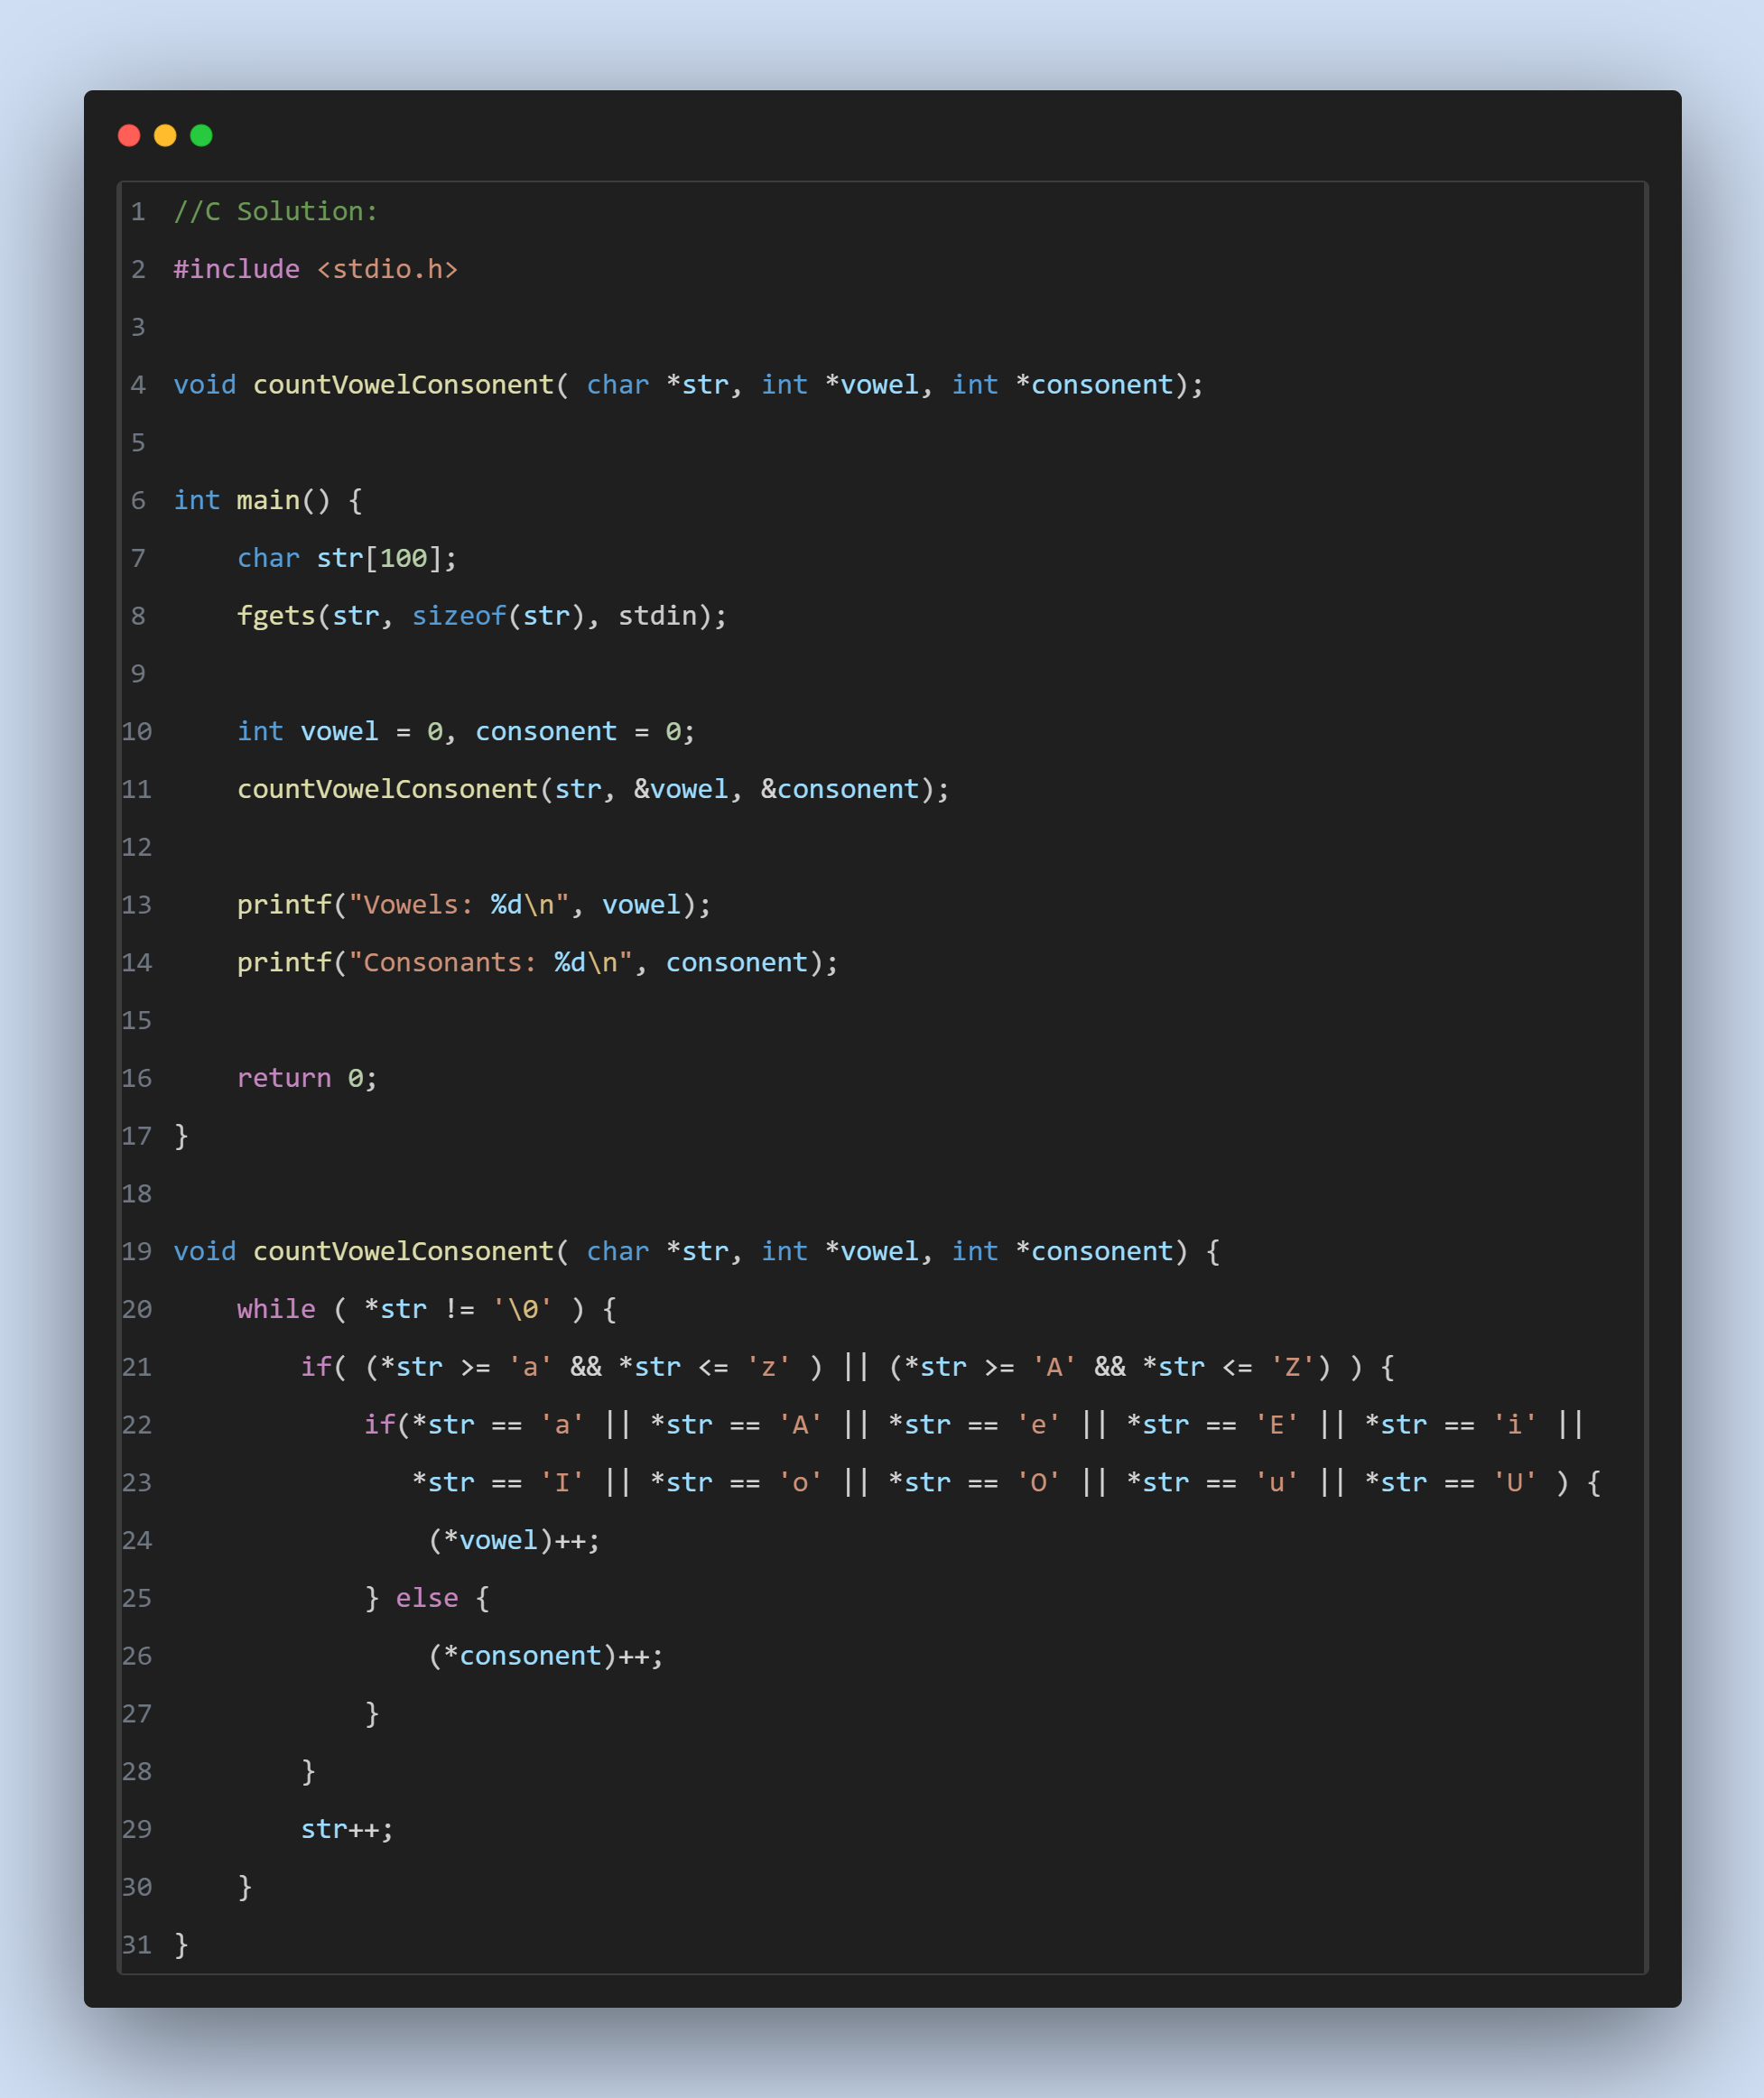 1 //C Solution:
2 #include <stdio.h>
3
4 void countVowelConsonent( char *str, int *vowel, int *consonent);
5
6 int main() {
7     char str[100];
8     fgets(str, sizeof(str), stdin);
9
10     int vowel = 0, consonent = 0;
11     countVowelConsonent(str, &vowel, &consonent);
12
13     printf("Vowels: %d\n", vowel);
14     printf("Consonants: %d\n", consonent);
15
16     return 0;
17 }
18
19 void countVowelConsonent( char *str, int *vowel, int *consonent) {
20     while ( *str != '\0' ) {
21         if( (*str >= 'a' && *str <= 'z' ) || (*str >= 'A' && *str <= 'Z') ) {
22             if(*str == 'a' || *str == 'A' || *str == 'e' || *str == 'E' || *str == 'i' ||
23                *str == 'I' || *str == 'o' || *str == 'O' || *str == 'u' || *str == 'U' ) {
24                 (*vowel)++;
25             } else {
26                 (*consonent)++;
27             }
28         }
29         str++;
30     }
31 }